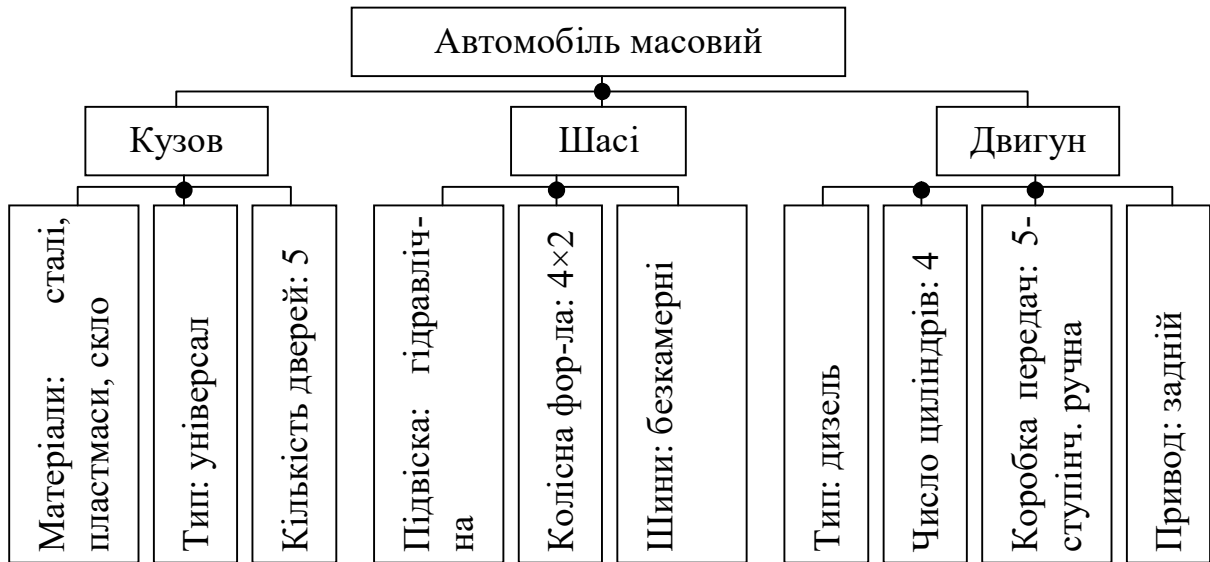 Автомобіль масовий
Кузов
Шасі
Двигун
Матеріали: сталі,
пластмаси, скло
Тип: універсал
Кількість дверей: 5
Підвіска: гідравліч-
на
Колісна фор-ла: 4×2
Шини: безкамерні
Тип: дизель
Число циліндрів: 4
Коробка передач: 5-
ступінч. ручна
Привод: задній